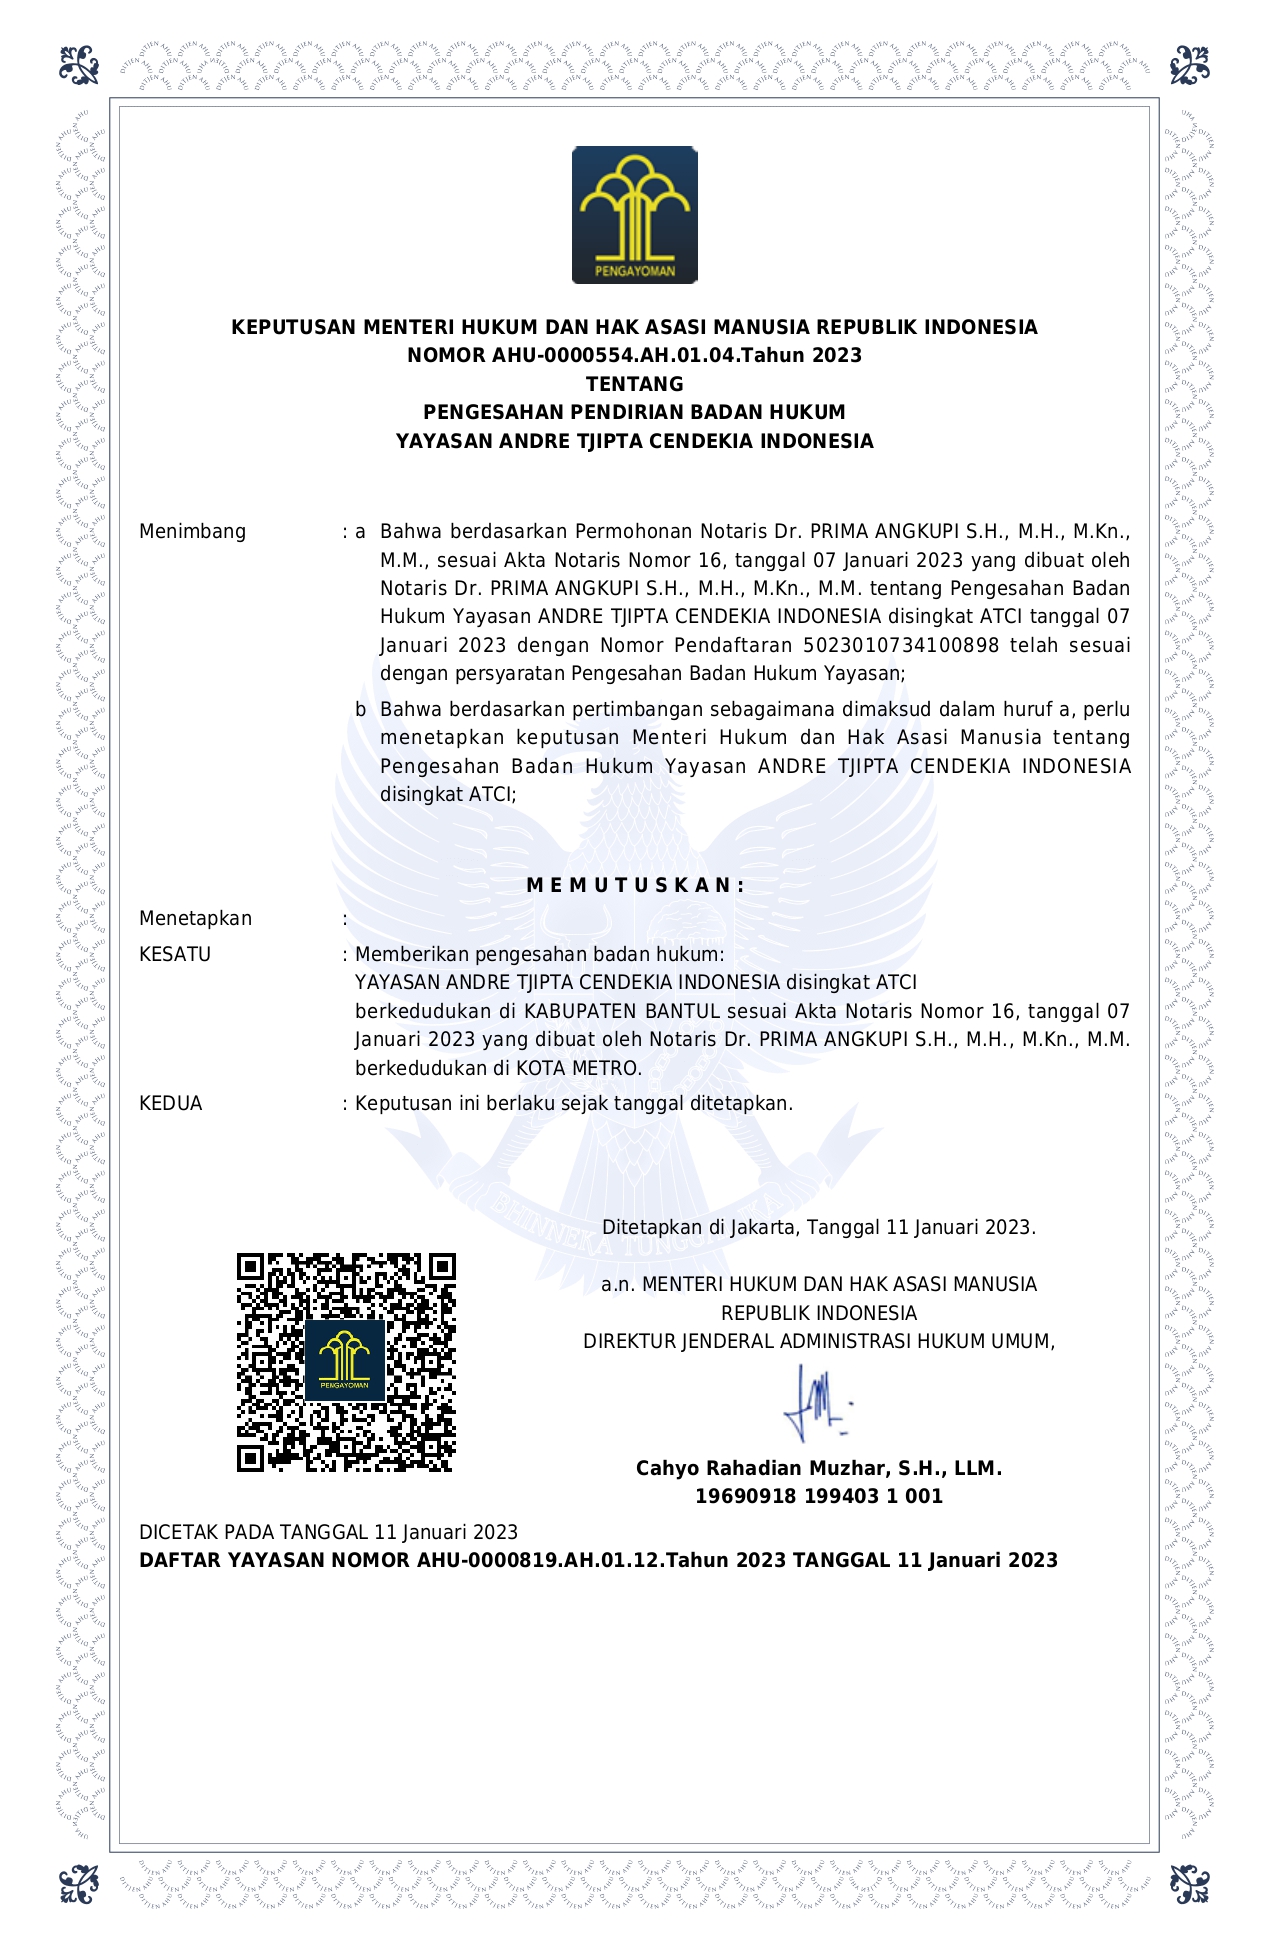 PENGAYOMAN
KEPUTUSAN MENTERI HUKUM DAN HAK ASASI MANUSIA REPUBLIK INDONESIA
NOMOR AHU-0000554.AH.01.04.Tahun 2023
TENTANG
PENGESAHAN PENDIRIAN BADAN HUKUM
YAYASAN ANDRE TJIPTA CENDEKIA INDONESIA
Menimbang : a Bahwa berdasarkan Permohonan Notaris Dr. PRIMA ANGKUPI S.H., M.H., M.Kn.,
M.M., sesuai Akta Notaris Nomor 16, tanggal 07 Januari 2023 yang dibuat oleh
Notaris Dr. PRIMA ANGKUPI S.H., M.H., M.Kn., M.M. tentang Pengesahan Badan
Hukum Yayasan ANDRE TJIPTA CENDEKIA INDONESIA disingkat ATCI tanggal 07
Januari 2023 dengan Nomor Pendaftaran 5023010734100898 telah sesuai
dengan persyaratan Pengesahan Badan Hukum Yayasan;
b Bahwa berdasarkan pertimbangan sebagaimana dimaksud dalam huruf a, perlu
menetapkan keputusan Menteri Hukum dan Hak Asasi Manusia tentang
Pengesahan Badan Hukum Yayasan ANDRE TJIPTA CENDEKIA INDONESIA
disingkat ATCI;
M E M U T U S K A N :
Menetapkan :
KESATU : Memberikan pengesahan badan hukum:
YAYASAN ANDRE TJIPTA CENDEKIA INDONESIA disingkat ATCI
berkedudukan di KABUPATEN BANTUL sesuai Akta Notaris Nomor 16, tanggal 07
Januari 2023 yang dibuat oleh Notaris Dr. PRIMA ANGKUPI S.H., M.H., M.Kn., M.M.
berkedudukan di KOTA METRO.
KEDUA : Keputusan ini berlaku sejak tanggal ditetapkan.
BHINNEKA TUNGGAL IKA
Ditetapkan di Jakarta, Tanggal 11 Januari 2023.
a.n. MENTERI HUKUM DAN HAK ASASI MANUSIA
REPUBLIK INDONESIA
DIREKTUR JENDERAL ADMINISTRASI HUKUM UMUM,
PENGAYOMAN
Cahyo Rahadian Muzhar, S.H., LLM.
19690918 199403 1 001
DICETAK PADA TANGGAL 11 Januari 2023
DAFTAR YAYASAN NOMOR AHU-0000819.AH.01.12.Tahun 2023 TANGGAL 11 Januari 2023